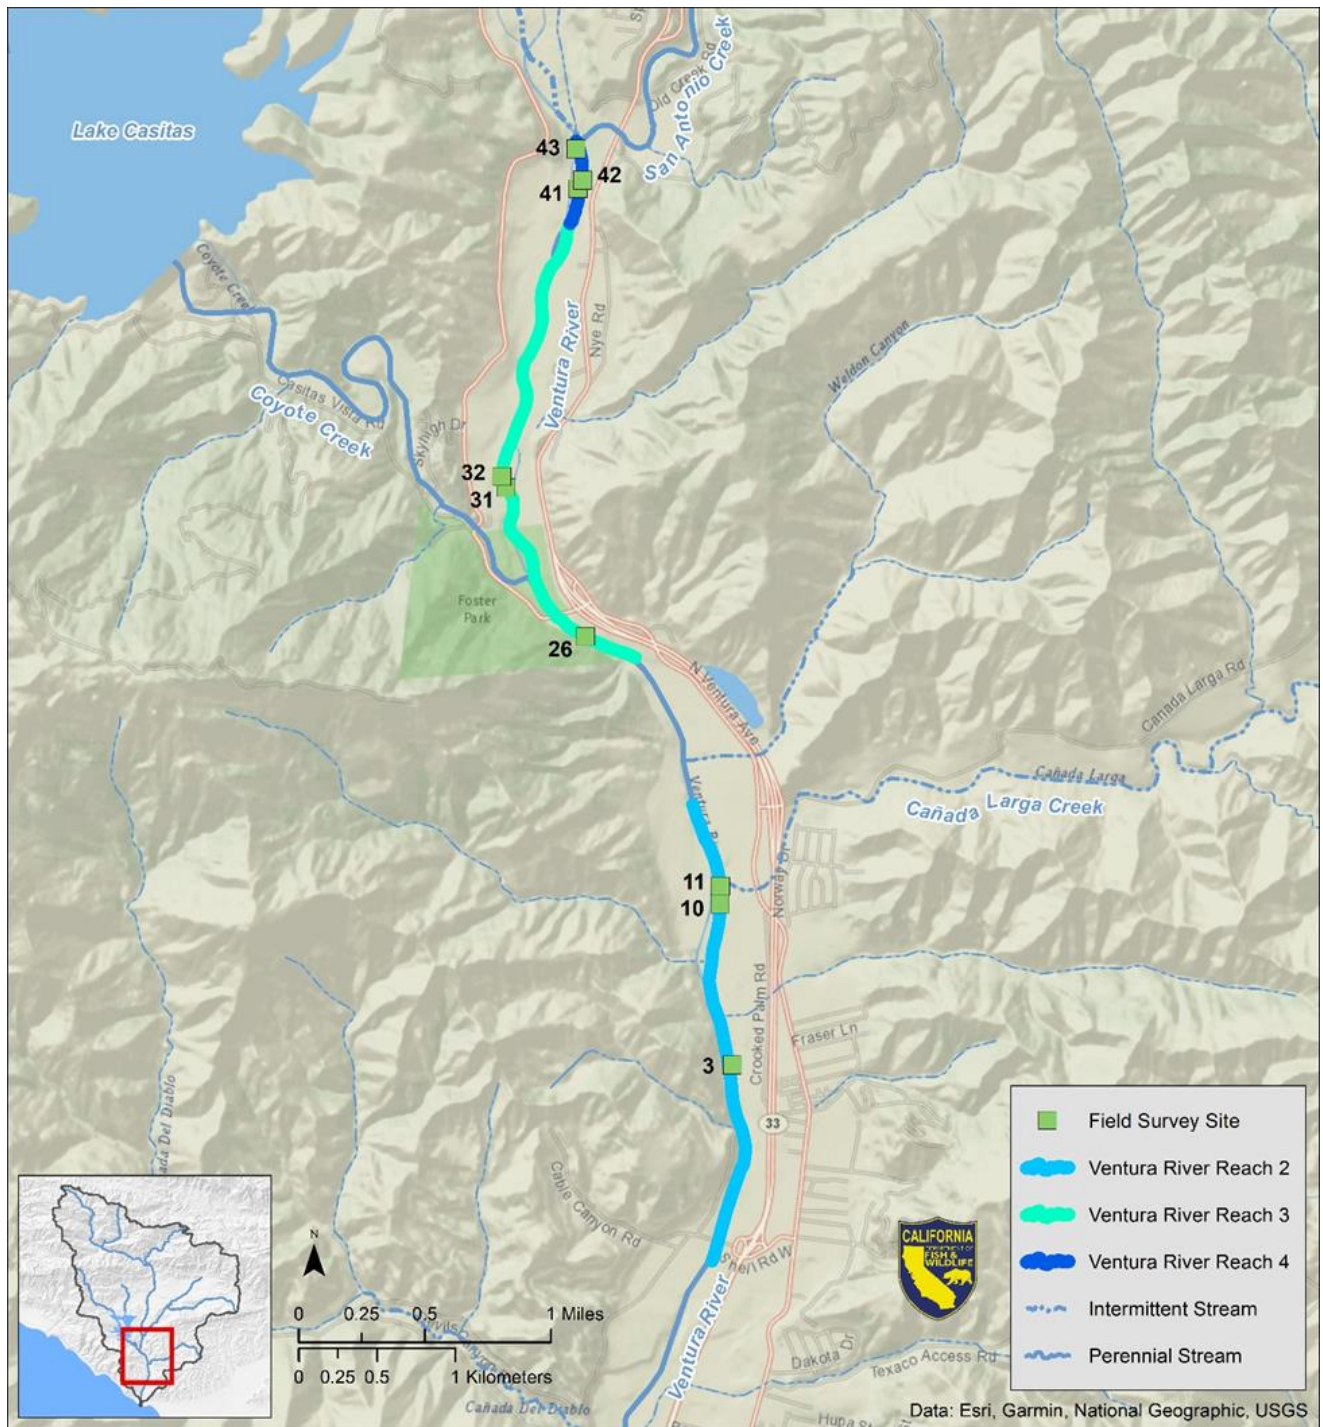 Lake Casitas
Old Creek Rd
San Antonio Creek
43
42
41
Coyote Creek
Nye Rd
Ventura River
Weldon Canyon
Casitas Vista Rd
Coyote Creek
Skyhigh Dr
32
31
Foster
Park
26
N Ventura Ave
Canada Larga Rd
Cañada Larga
Cañada Larga Creek
Ventura
11
10
Norway Dr
Crooked Palm Rd
Fraser Ln
3
33
Del Diablo
Cable Canyon Rd
Shell Rd W
Ventura River
Dakota Dr
Texaco Access Rd
Cañada Del Diablo
Field Survey Site
Ventura River Reach 2
Ventura River Reach 3
Ventura River Reach 4
Intermittent Stream
Perennial Stream
CALIFORNIA
DEPARTMENT OF
FISH &
WILDLIFE
N
0 0.25 0.5 1 Miles
0 0.25 0.5 1 Kilometers
Data: Esri, Garmin, National Geographic, USGS